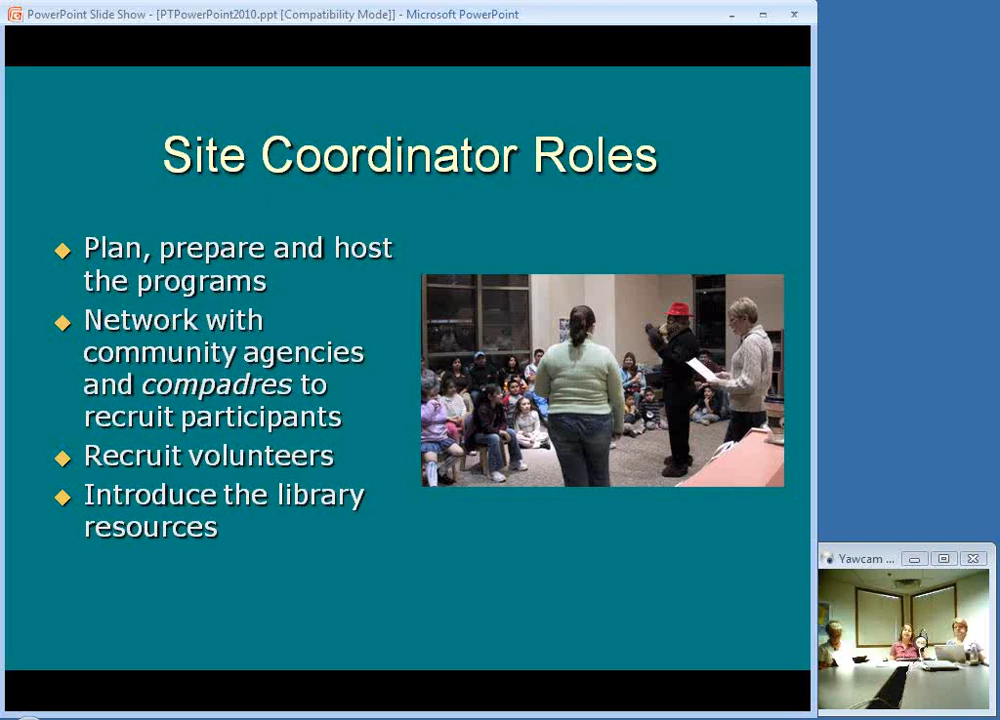 PowerPoint Slide Show - [PTPowerPoint2010.ppt [Compatibility Mode]] - Microsoft PowerPoint
Site Coordinator Roles
Plan, prepare and host
the programs
Network with
community agencies
and compadres to
recruit participants
Recruit volunteers
Introduce the library
resources
Yawcam ...